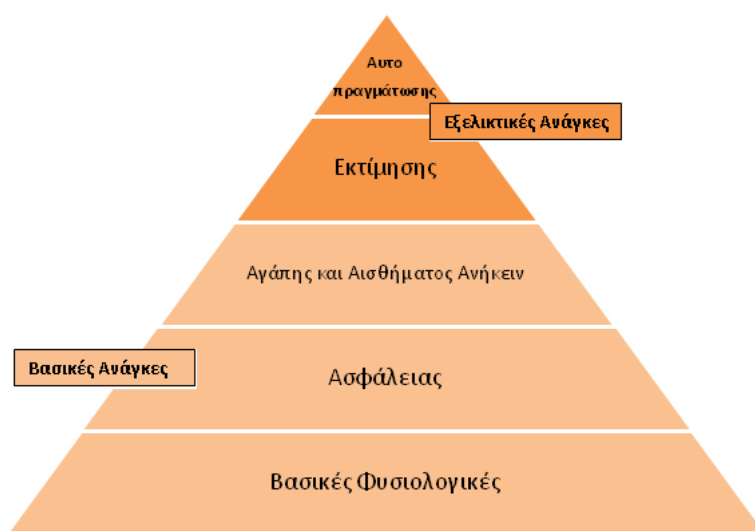 Αυτο
πραγμάτωσης
Εξελικτικές Ανάγκες
Εκτίμησης
Αγάπης και Αισθήματος Ανήκειν
Βασικές Ανάγκες
Ασφάλειας
Βασικές Φυσιολογικές